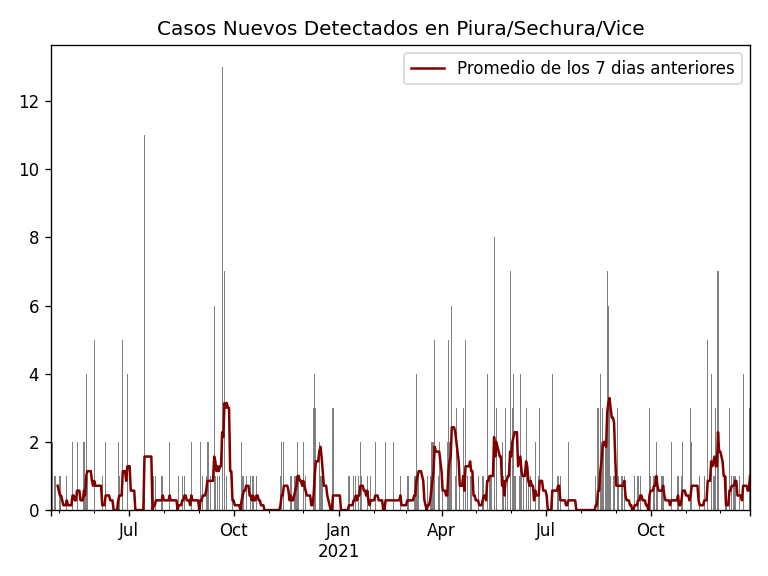 Casos Nuevos Detectados en Piura/Sechura/Vice
Promedio de los 7 dias anteriores
12
10
8
6
4
2
0
Jul
Oct
Jan
2021
Apr
Jul
Oct